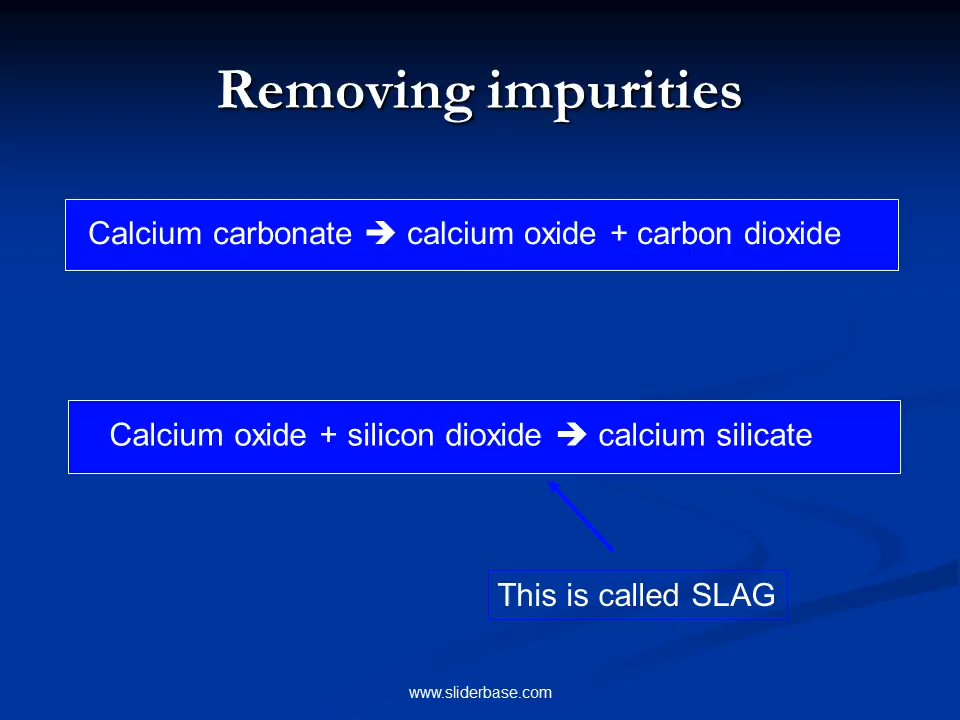 Removing impurities
Calcium carbonate 🡺 calcium oxide + carbon dioxide
Calcium oxide + silicon dioxide 🡺 calcium silicate
This is called SLAG
www.sliderbase.com